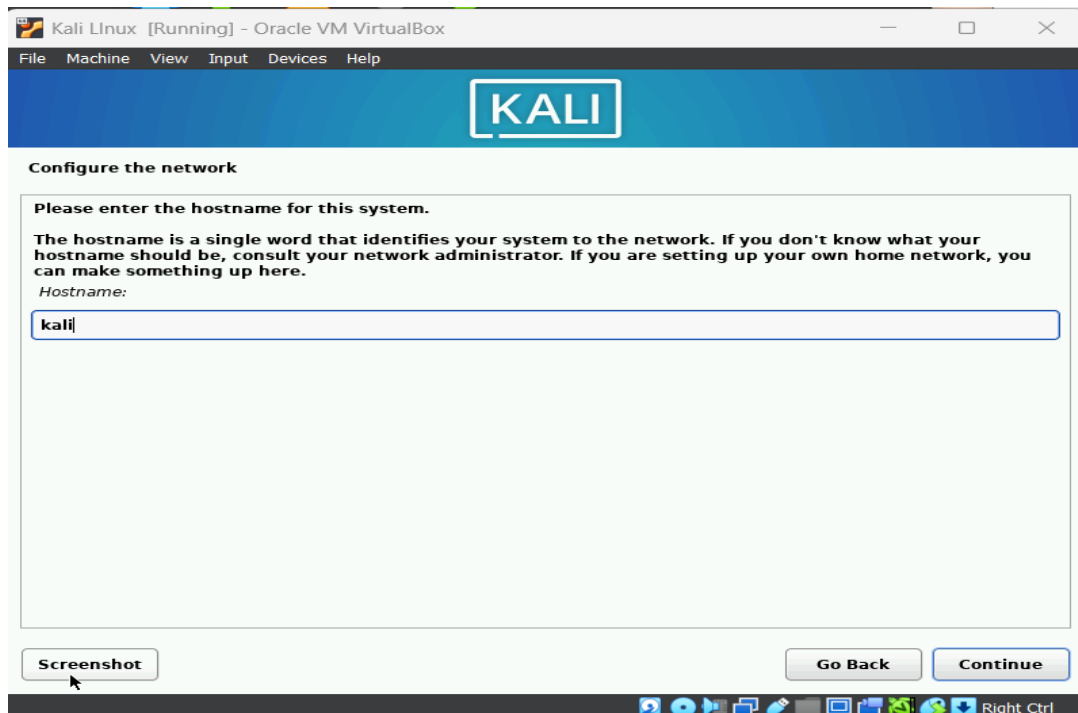 Kali LInux [Running] - Oracle VM VirtualBox
File Machine View Input Devices Help
KALI
Configure the network
Please enter the hostname for this system.
The hostname is a single word that identifies your system to the network. If you don't know what your
hostname should be, consult your network administrator. If you are setting up your own home network, you
can make something up here.
Hostname:
kali
Screenshot Go Back Continue
Right Ctrl